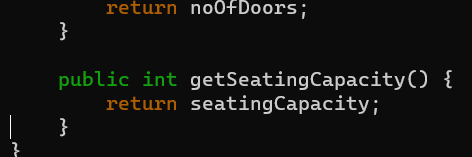 return noOfDoors;
    }

    public int getSeatingCapacity() {
        return seatingCapacity;
    }
}